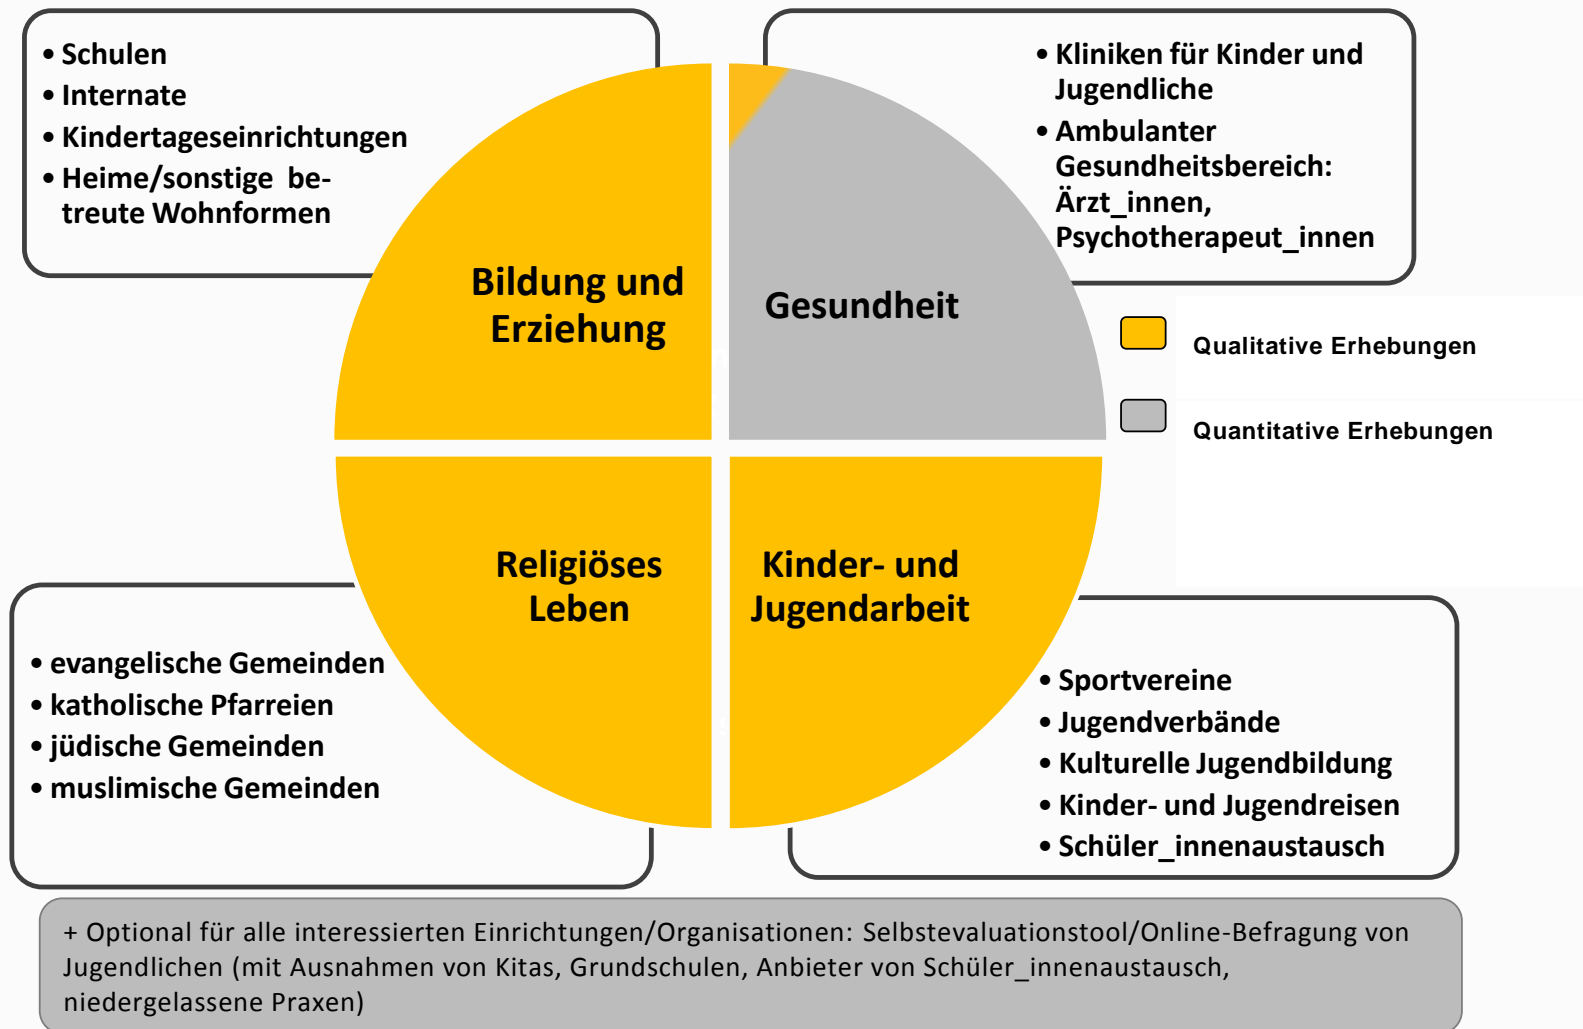 • Schulen
• Internate
• Kindertageseinrichtungen
• Heime/sonstige be-
treute Wohnformen
• Kliniken für Kinder und
Jugendliche
• Ambulanter
Gesundheitsbereich:
Ärzt_innen,
Psychotherapeut_innen
Bildung und
Erziehung
Gesundheit
Qualitative Erhebungen
Quantitative Erhebungen
Religiöses
Leben
Kinder- und
Jugendarbeit
• evangelische Gemeinden
• katholische Pfarreien
• jüdische Gemeinden
• muslimische Gemeinden
• Sportvereine
• Jugendverbände
• Kulturelle Jugendbildung
• Kinder- und Jugendreisen
• Schüler_innenaustausch
+ Optional für alle interessierten Einrichtungen/Organisationen: Selbstevaluationstool/Online-Befragung von
Jugendlichen (mit Ausnahmen von Kitas, Grundschulen, Anbieter von Schüler_innenaustausch,
niedergelassene Praxen)